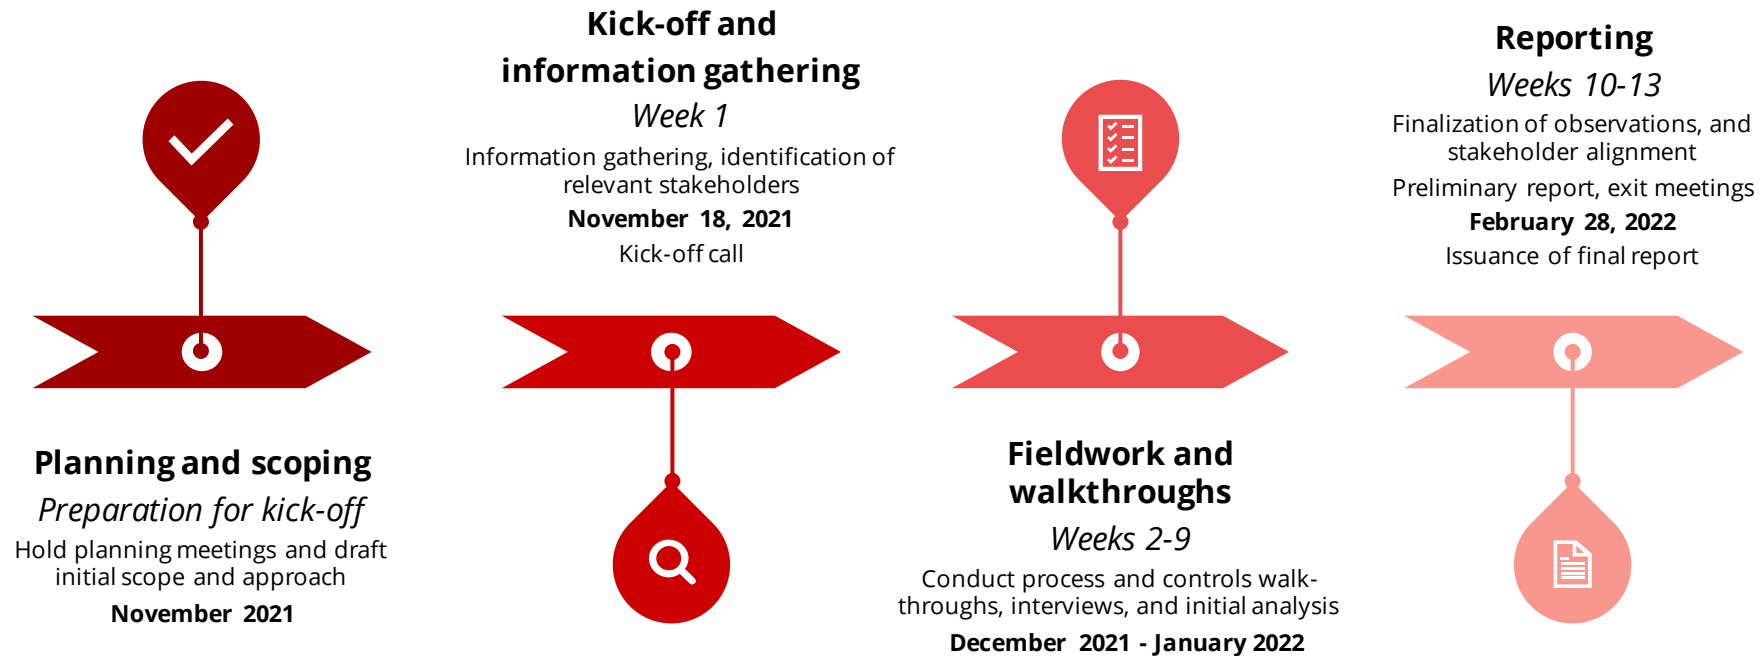 Planning and scoping
Preparation for kick-off
Hold planning meetings and draft
initial scope and approach
November 2021
Kick-off and
information gathering
Week 1
Information gathering, identification of
relevant stakeholders
November 18, 2021
Kick-off call
Fieldwork and
walkthroughs
Weeks 2-9
Conduct process and controls walk-
throughs, interviews, and initial analysis
December 2021 - January 2022
Reporting
Weeks 10-13
Finalization of observations, and
stakeholder alignment
Preliminary report, exit meetings
February 28, 2022
Issuance of final report